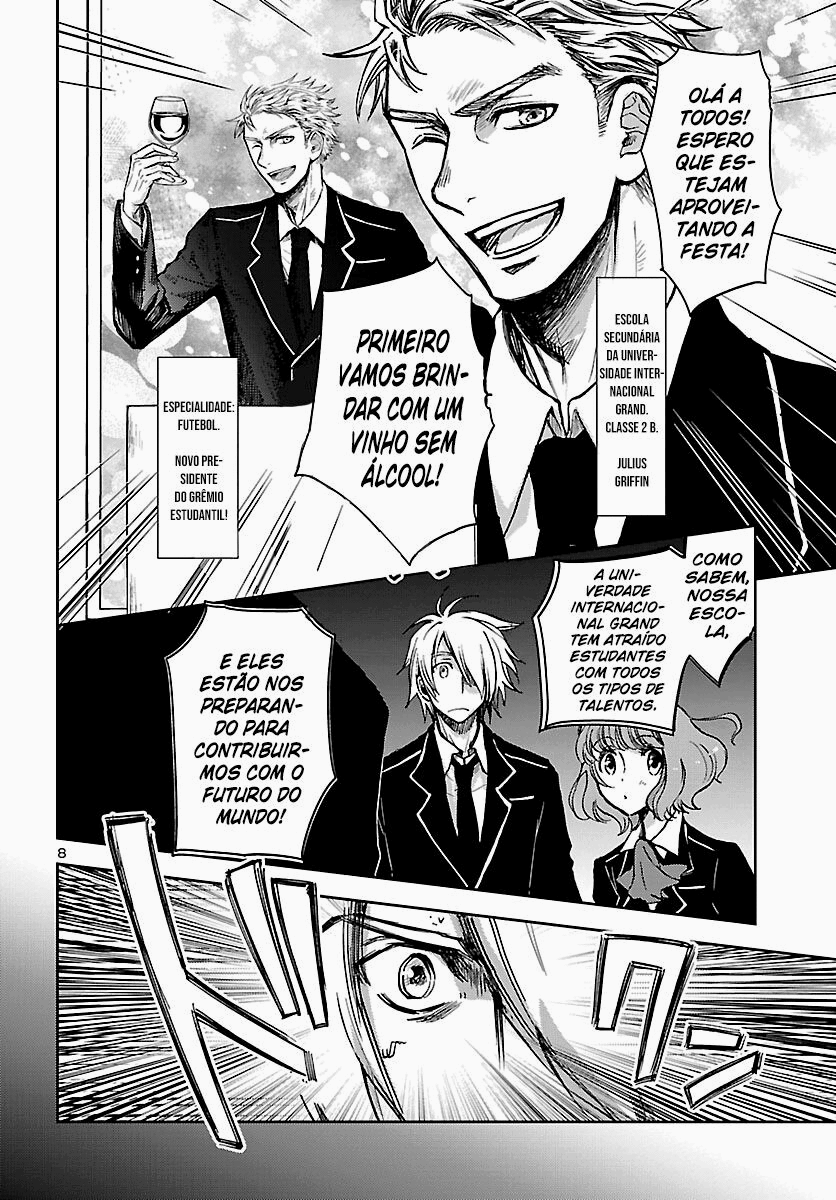 OLÁ A
TODOS!
ESPERO
QUE ES-
TEJAM
APROVEI-
TANDO A
FESTA!
ESCOLA
SECUNDÁRIA
DA UNIVER-
SIDADE INTER-
NACIONAL
GRAND.
CLASSE 2 B.
JULIUS
GRIFFIN
PRIMEIRO
VAMOS BRIN-
DAR COM UM
VINHO SEM
ÁLCOOL!
ESPECIALIDADE:
FUTEBOL.
NOVO PRE-
SIDENTE
DO GRÊMIO
ESTUDANTIL!
COMO
SABEM,
NOSSA
ESCO-
LA,
A UNI-
VERDADE
INTERNACIO-
NAL GRAND
TEM ATRAÍDO
ESTUDANTES
COM TODOS
OS TIPOS DE
TALENTOS.
E ELES
ESTÃO NOS
PREPARAN-
DO PARA
CONTRIBUIR-
MOS COM O
FUTURO DO
MUNDO!
8
ドクン